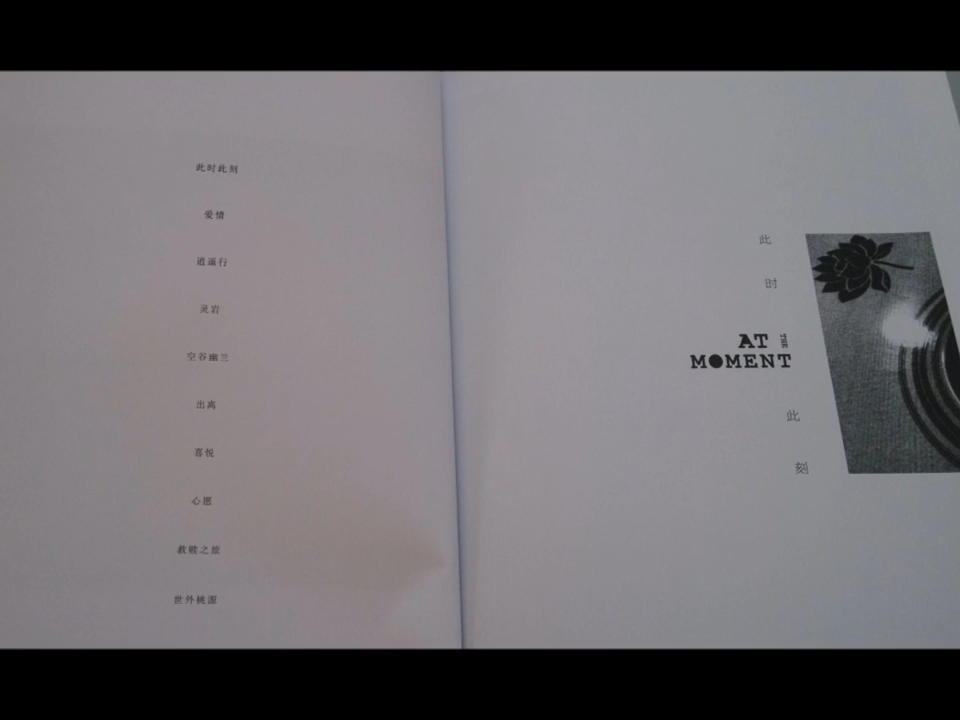 此时此刻
爱情
逍遥行
灵岩
空谷幽兰
出离
喜悦
心愿
救赎之旅
世外桃源
此
时
AT THE
MOMENT
此
刻